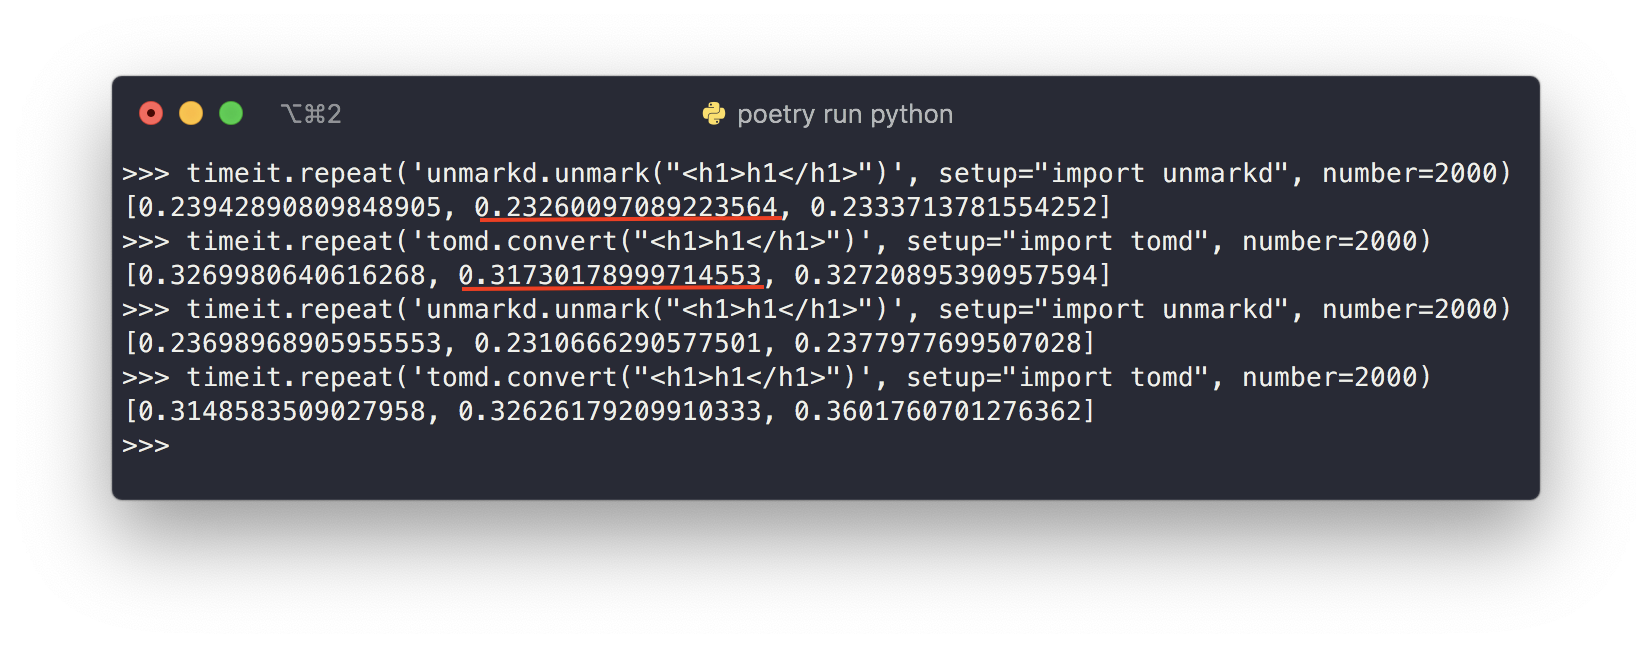 ⌥⌘2 poetry run python
>>> timeit.repeat('unmarkd.unmark("<h1>h1</h1>")', setup="import unmarkd", number=2000)
[0.23942890809848905, 0.23260097089223564, 0.2333713781554252]
>>> timeit.repeat('tomd.convert("<h1>h1</h1>")', setup="import tomd", number=2000)
[0.3269980640616268, 0.31730178999714553, 0.32720895390957594]
>>> timeit.repeat('unmarkd.unmark("<h1>h1</h1>")', setup="import unmarkd", number=2000)
[0.23698968905955553, 0.2310666290577501, 0.2377977699507028]
>>> timeit.repeat('tomd.convert("<h1>h1</h1>")', setup="import tomd", number=2000)
[0.3148583509027958, 0.32626179209910333, 0.3601760701276362]
>>>